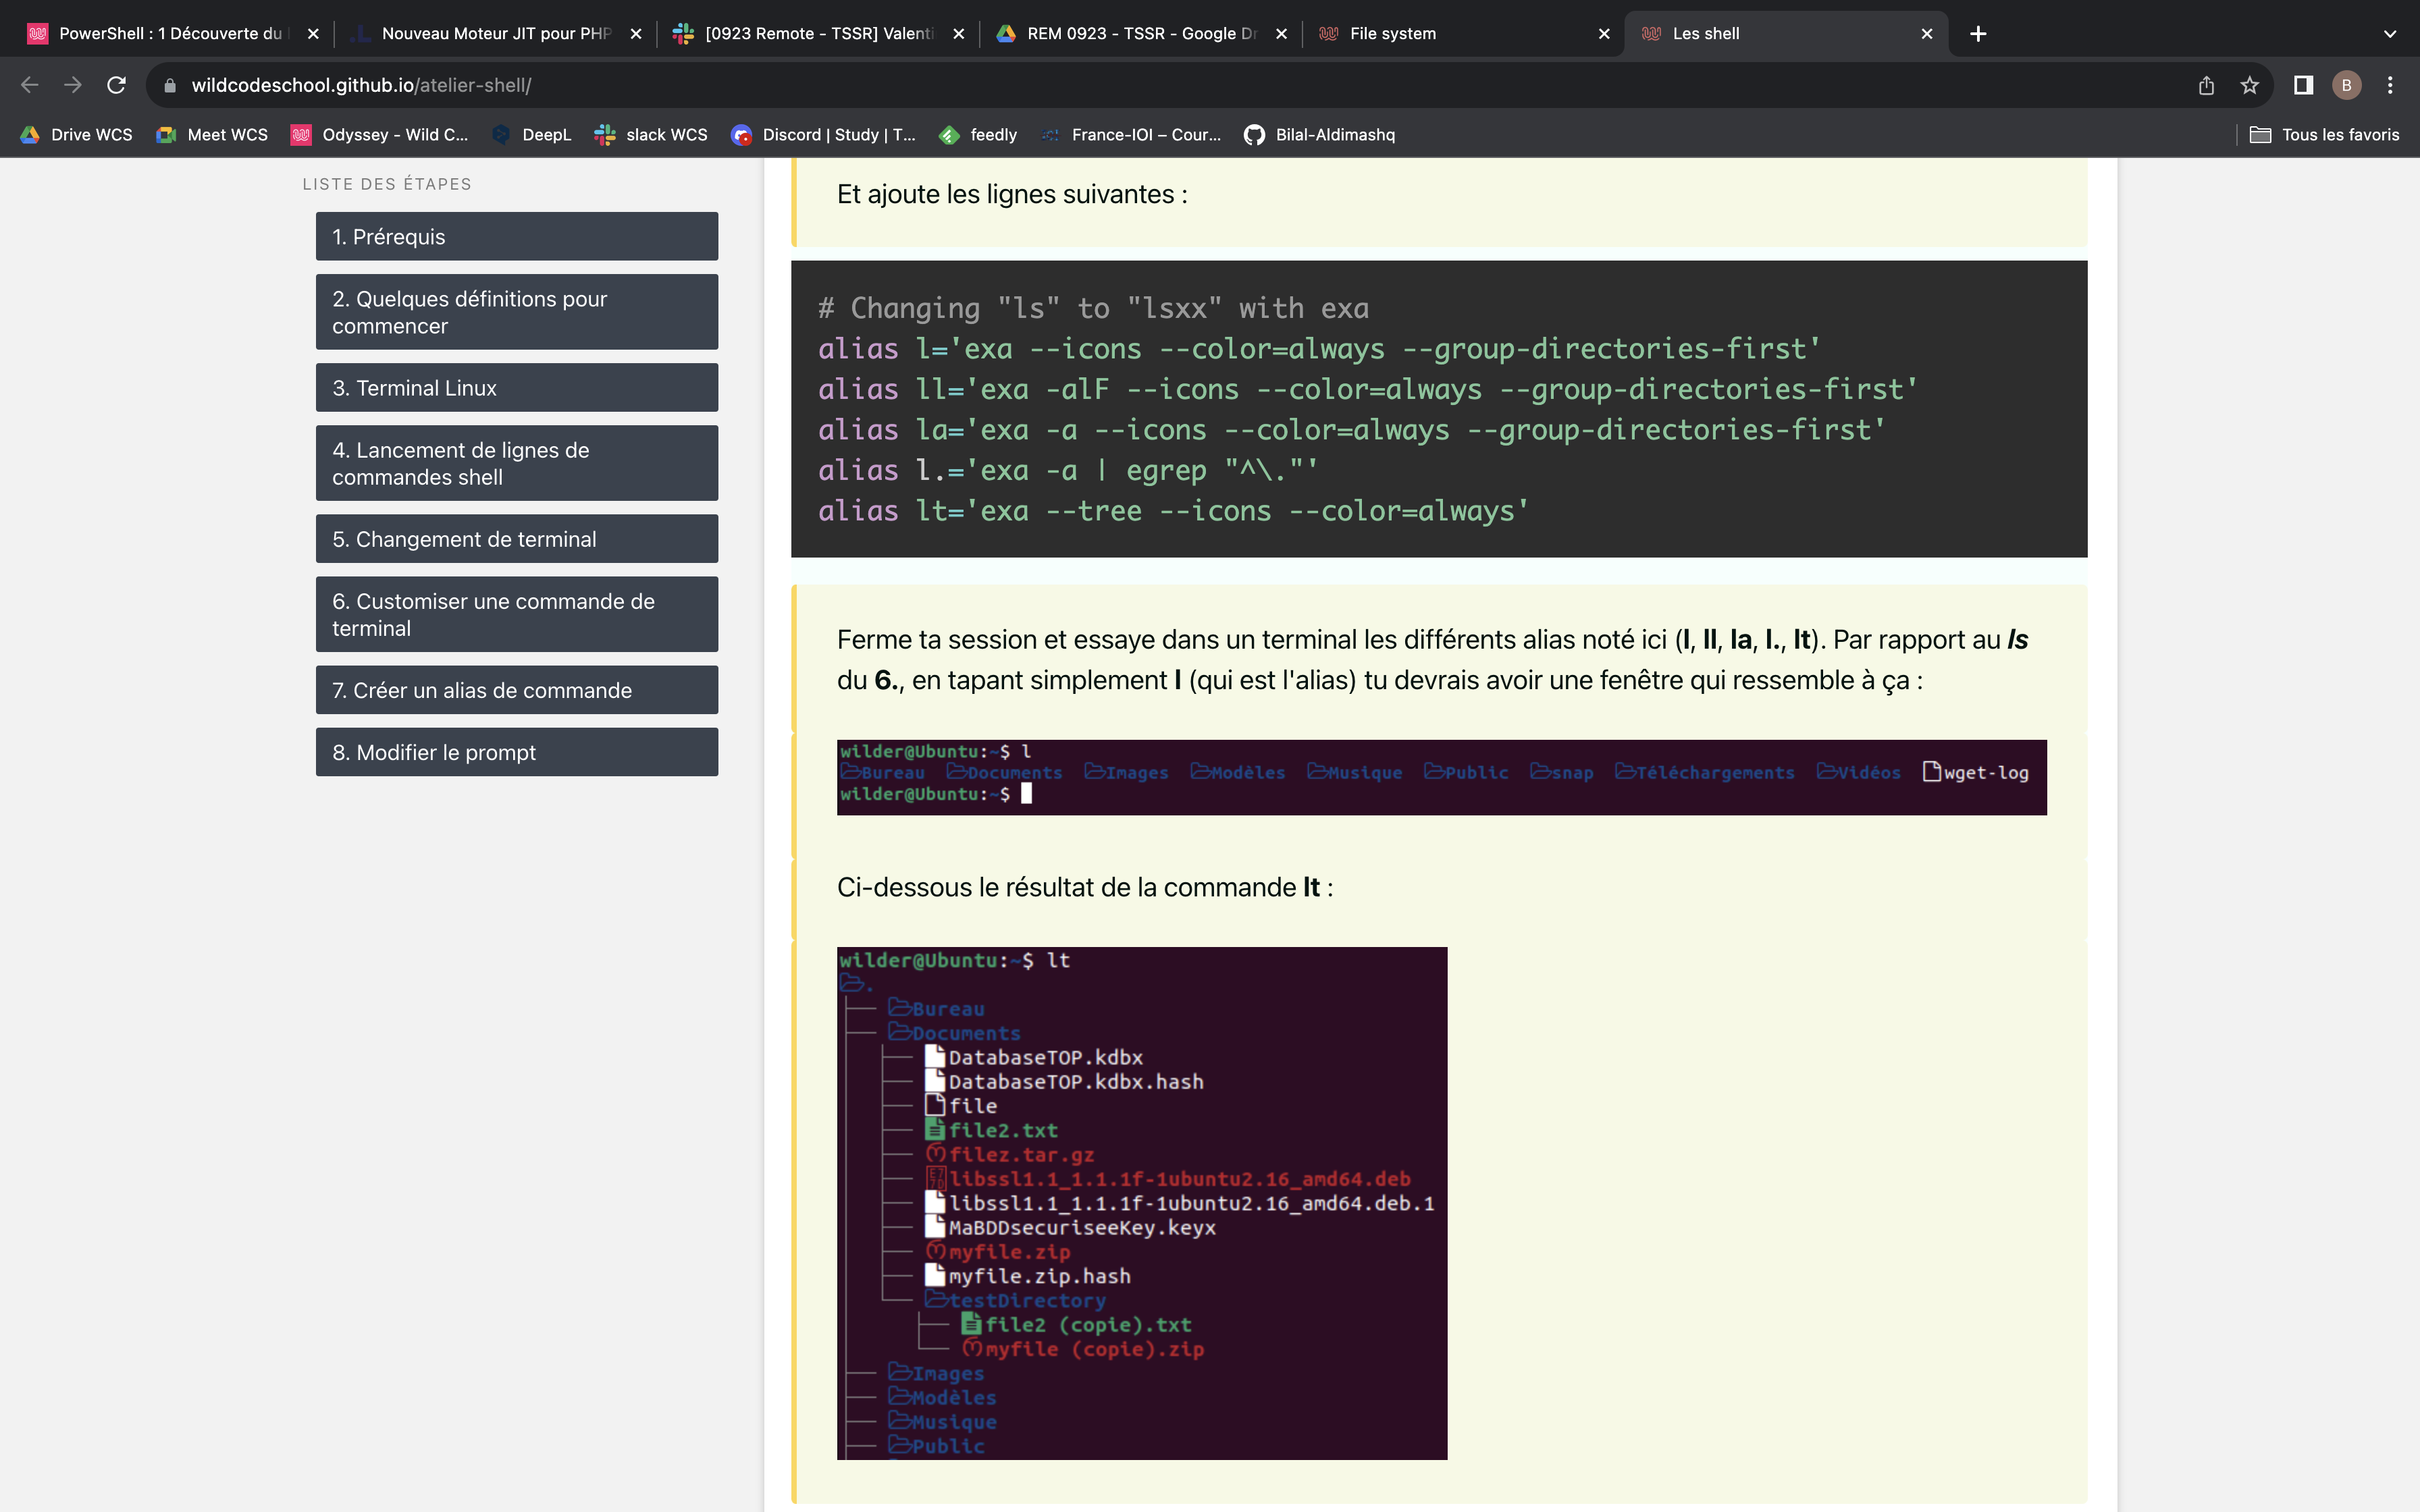 PowerShell : 1 Découverte du
Nouveau Moteur JIT pour PHP
[0923 Remote - TSSR] Valenti
REM 0923 - TSSR - Google Dr
File system
Les shell
wildcodeschool.github.io/atelier-shell/
B
Drive WCS
Meet WCS
Odyssey - Wild C...
DeepL
slack WCS
Discord | Study | T...
feedly
France-IOI – Cour...
Bilal-Aldimashq
Tous les favoris
LISTE DES ÉTAPES
1. Prérequis
2. Quelques définitions pour
commencer
3. Terminal Linux
4. Lancement de lignes de
commandes shell
5. Changement de terminal
6. Customiser une commande de
terminal
7. Créer un alias de commande
8. Modifier le prompt
Et ajoute les lignes suivantes :
# Changing "ls" to "lsxx" with exa
alias l='exa --icons --color=always --group-directories-first'
alias ll='exa -alF --icons --color=always --group-directories-first'
alias la='exa -a --icons --color=always --group-directories-first'
alias l.='exa -a | egrep "^\."'
alias lt='exa --tree --icons --color=always'
Ferme ta session et essaye dans un terminal les différents alias noté ici (l, ll, la, l., lt). Par rapport au ls
du 6., en tapant simplement l (qui est l'alias) tu devrais avoir une fenêtre qui ressemble à ça :
wilder@Ubuntu:~$ l
Bureau Documents Images Modèles Musique Public snap Téléchargements Vidéos wget-log
wilder@Ubuntu:~$
Ci-dessous le résultat de la commande lt :
wilder@Ubuntu:~$ lt
.
Bureau
Documents
DatabaseTOP.kdbx
DatabaseTOP.kdbx.hash
file
file2.txt
filez.tar.gz
libssl1.1_1.1.1f-1ubuntu2.16_amd64.deb
libssl1.1_1.1.1f-1ubuntu2.16_amd64.deb.1
MaBDDsecuriseeKey.keyx
myfile.zip
myfile.zip.hash
testDirectory
file2 (copie).txt
myfile (copie).zip
Images
Modèles
Musique
Public